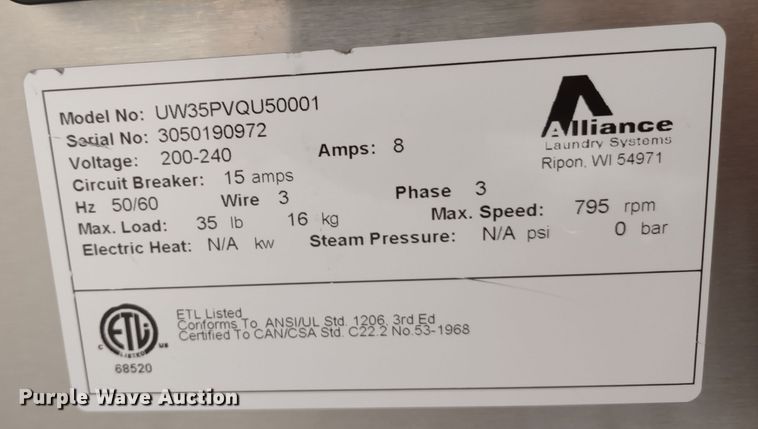 Model No: UW35PVQU50001
Serial No: 3050190972
Voltage: 200-240 Amps: 8
Circuit Breaker: 15 amps
Hz 50/60 Wire 3 Phase 3
Max. Load: 35 lb 16 kg Max. Speed: 795 rpm
Electric Heat: N/A kw Steam Pressure: N/A psi 0 bar
Alliance
Laundry Systems
Ripon, WI 54971
ETL
C LISTED US
68520
ETL Listed
Conforms To ANSI/UL Std. 1206, 3rd Ed
Certified To CAN/CSA Std. C22.2 No.53-1968
Purple Wave Auction